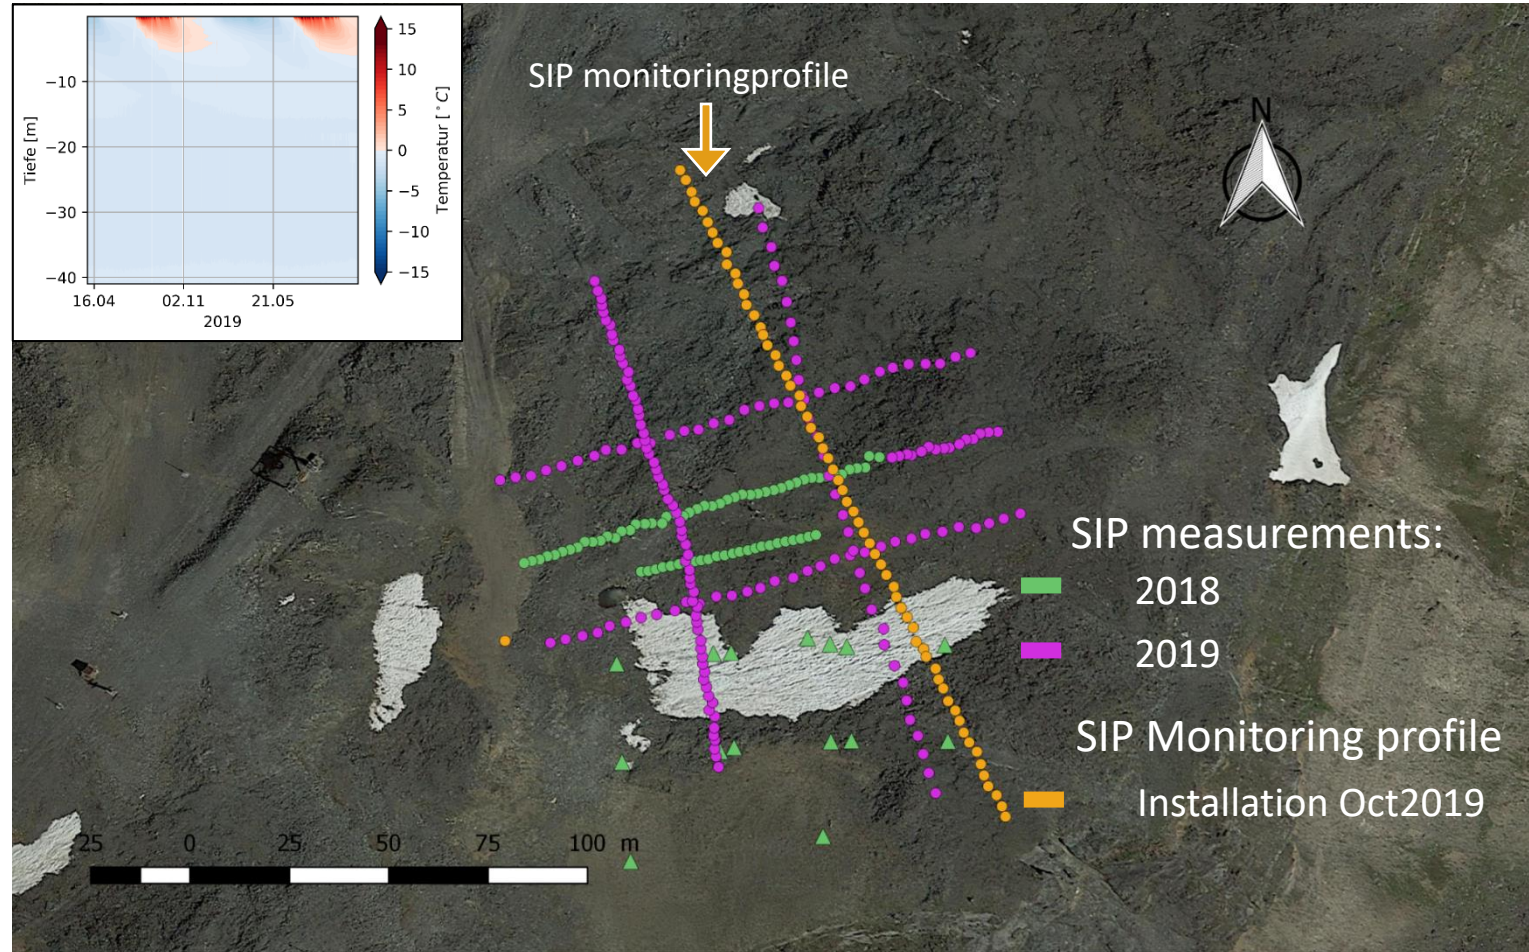 SIP monitoringprofile
N
15
10
5
0
−5
−10
−15
Temperatur [°C]
Tiefe [m]
−10
−20
−30
−40
16.04 02.11 21.05
2019
SIP measurements:
2018
2019
SIP Monitoring profile
Installation Oct2019
25 0 25 50 75 100 m